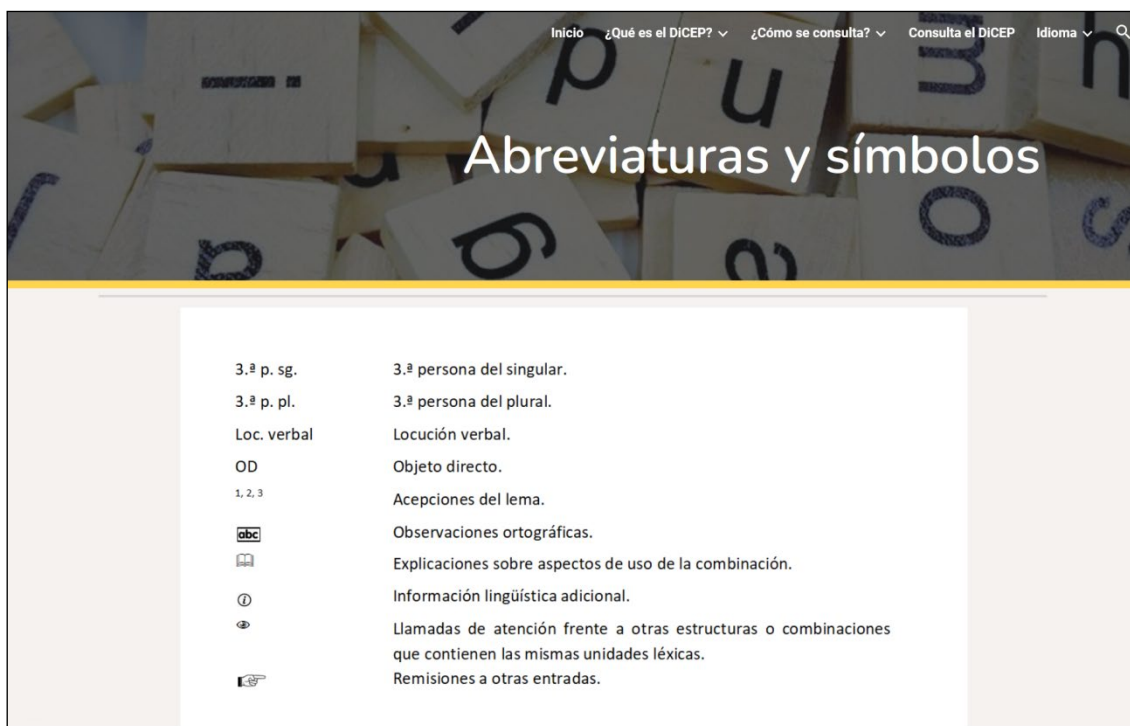 Inicio ¿Qué es el DiCEP? ¿Cómo se consulta? Consulta el DiCEP Idioma
Abreviaturas y símbolos
3.ª p. sg. 3.ª persona del singular.
3.ª p. pl. 3.ª persona del plural.
Loc. verbal Locución verbal.
OD Objeto directo.
1, 2, 3 Acepciones del lema.
abc Observaciones ortográficas.
Explicaciones sobre aspectos de uso de la combinación.
i Información lingüística adicional.
Llamadas de atención frente a otras estructuras o combinaciones
que contienen las mismas unidades léxicas.
Remisiones a otras entradas.